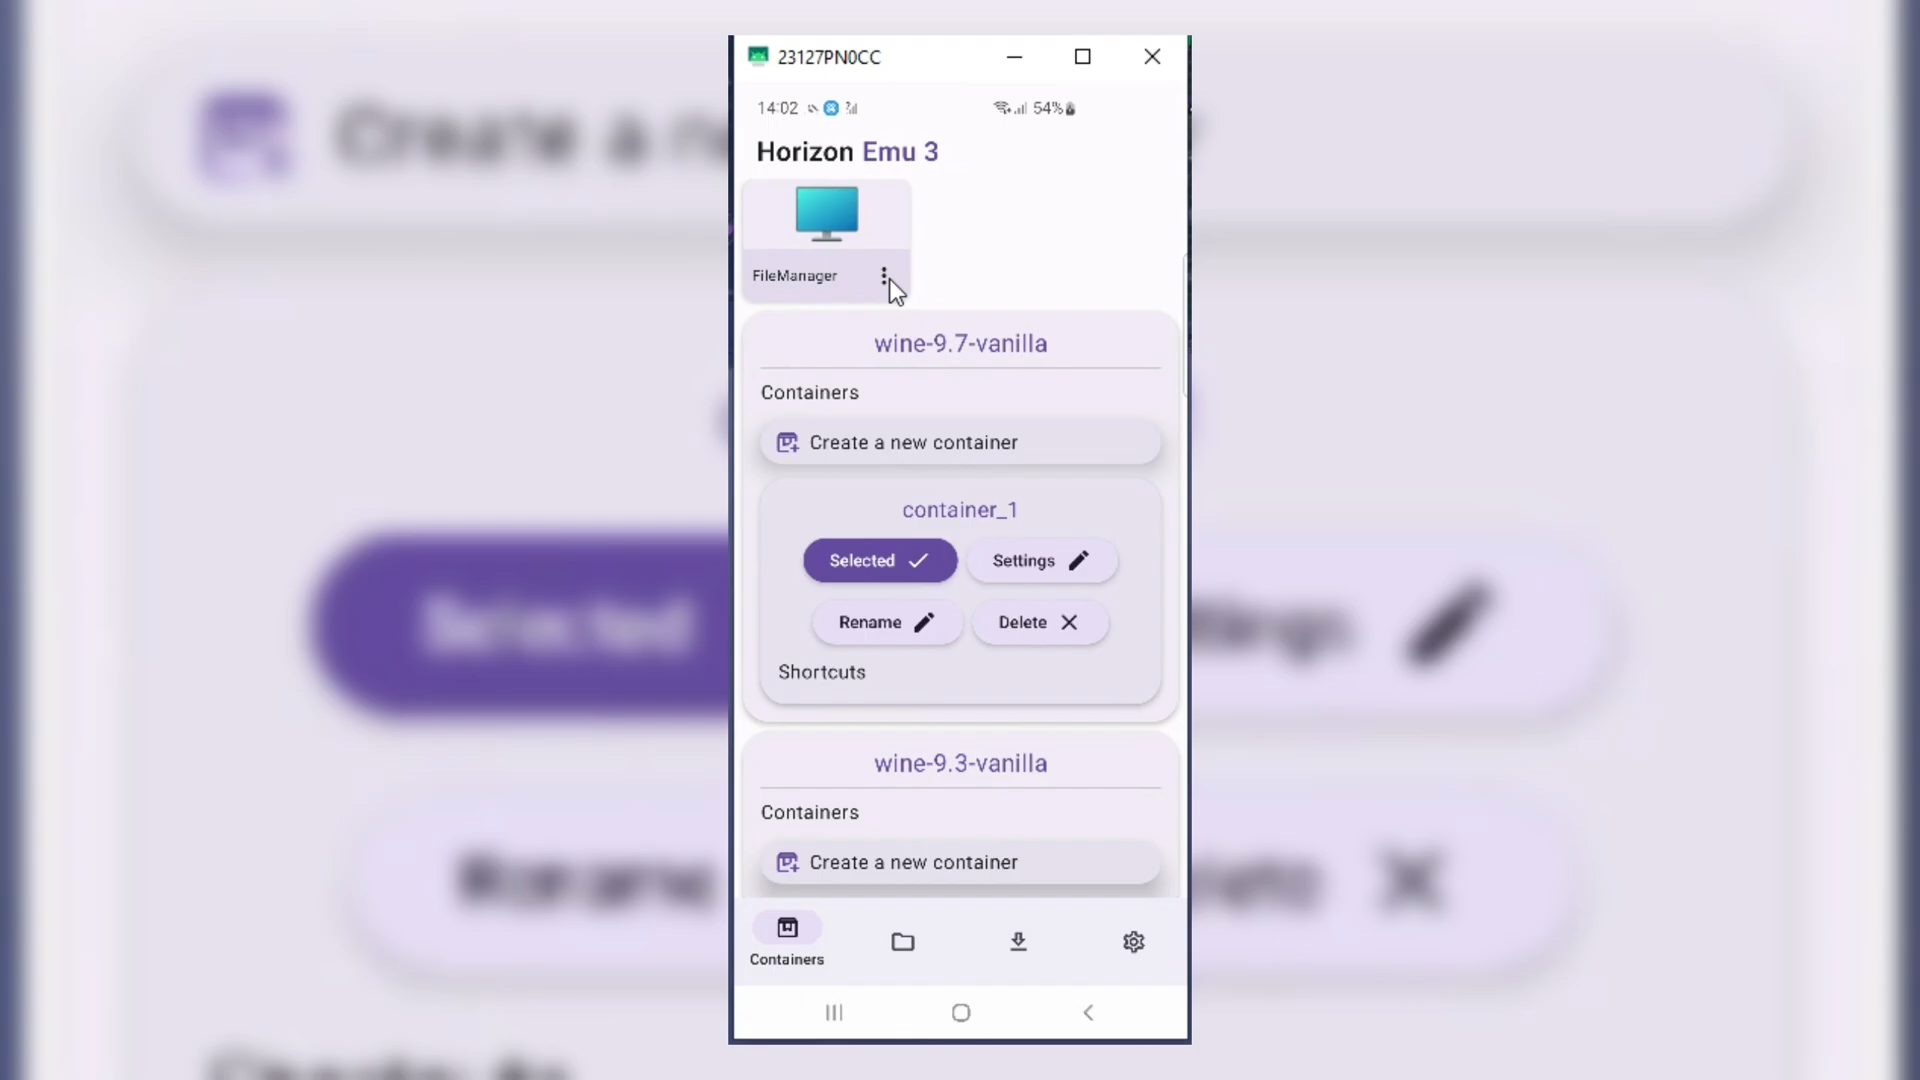 23127PN0CC
14:02
54%
Horizon Emu 3
FileManager
wine-9.7-vanilla
Containers
Create a new container
container_1
Selected
Settings
Rename
Delete
Shortcuts
wine-9.3-vanilla
Containers
Create a new container
Containers